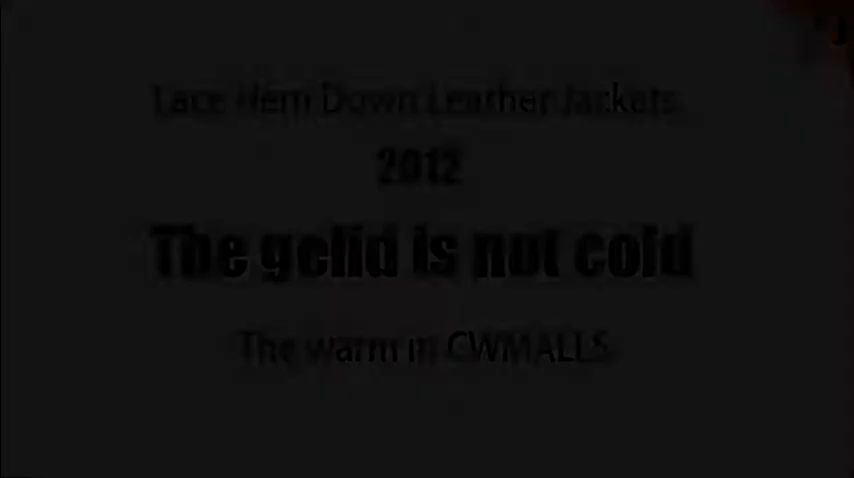 Lace Hem Down Leather Jackets
2012
The gelid is not cold
The warm in CWMALLS